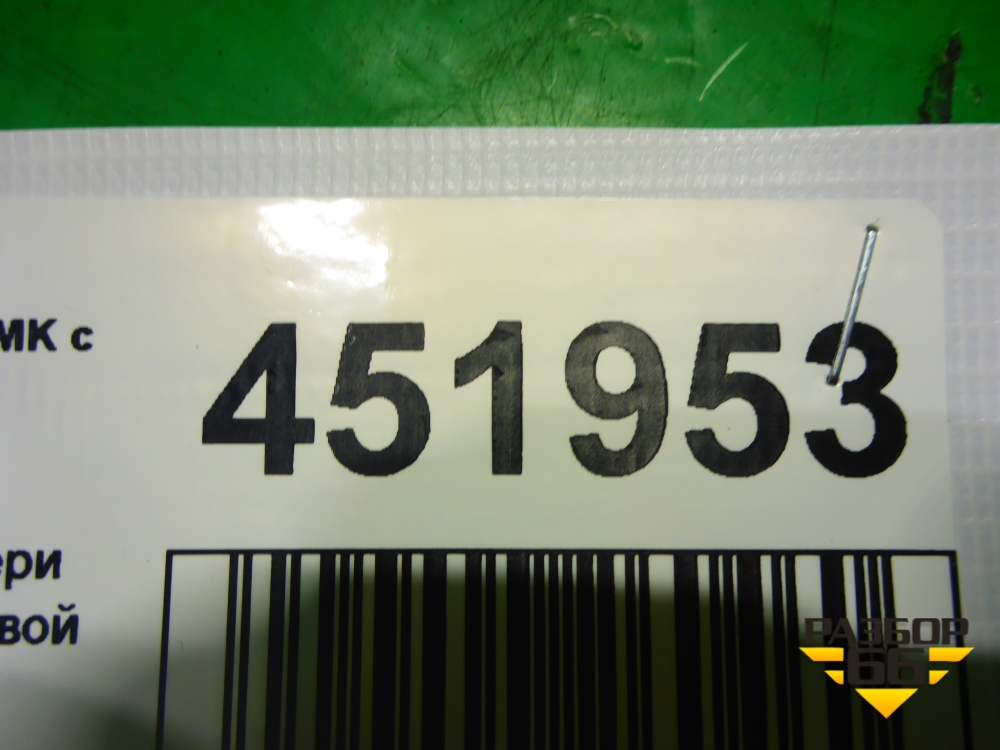 МК с
451953
ери
вой
РАЗБОР
66